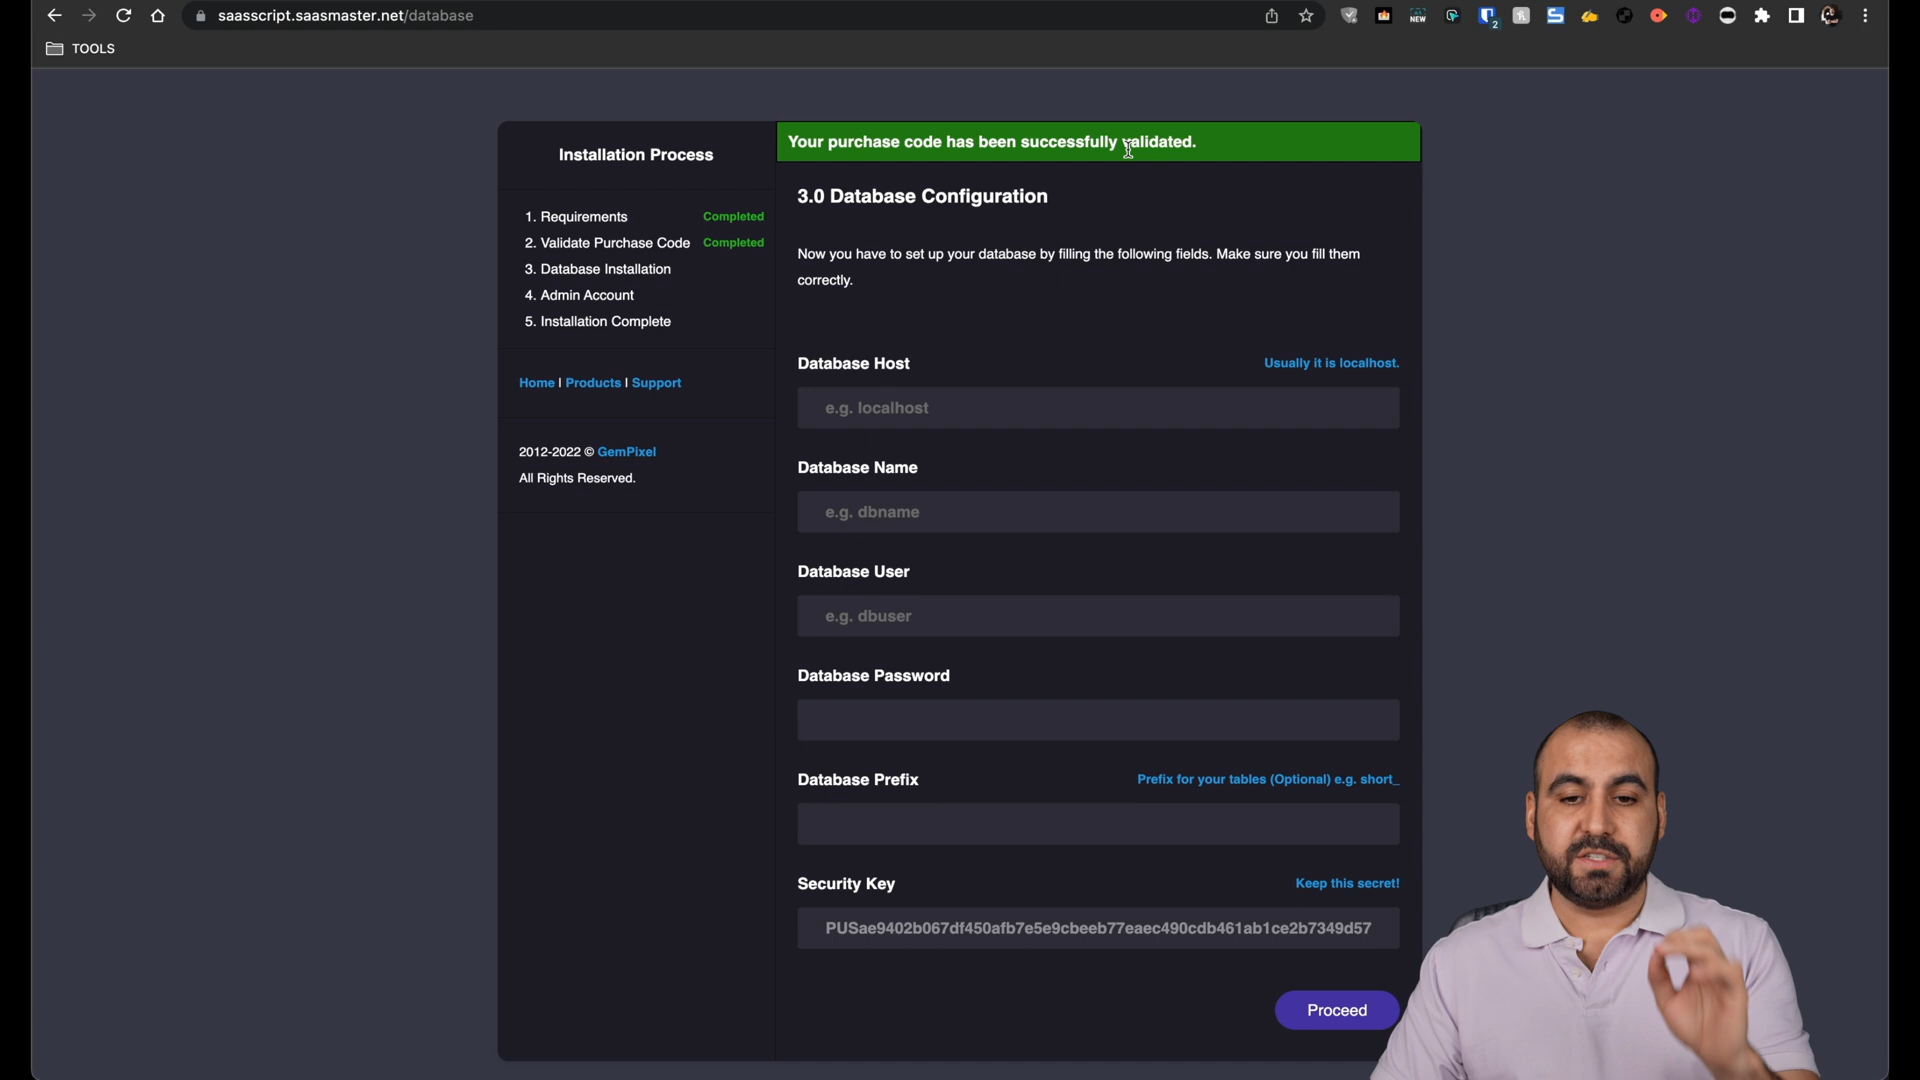 saasscript.saasmaster.net/database
NEW
2
TOOLS
Installation Process
1. Requirements Completed
2. Validate Purchase Code Completed
3. Database Installation
4. Admin Account
5. Installation Complete
Home | Products | Support
2012-2022 © GemPixel
All Rights Reserved.
Your purchase code has been successfully validated.
3.0 Database Configuration
Now you have to set up your database by filling the following fields. Make sure you fill them
correctly.
Database Host Usually it is localhost.
e.g. localhost
Database Name
e.g. dbname
Database User
e.g. dbuser
Database Password
Database Prefix Prefix for your tables (Optional) e.g. short_
Security Key Keep this secret!
PUSae9402b067df450afb7e5e9cbeeb77eaec490cdb461ab1ce2b7349d57
Proceed